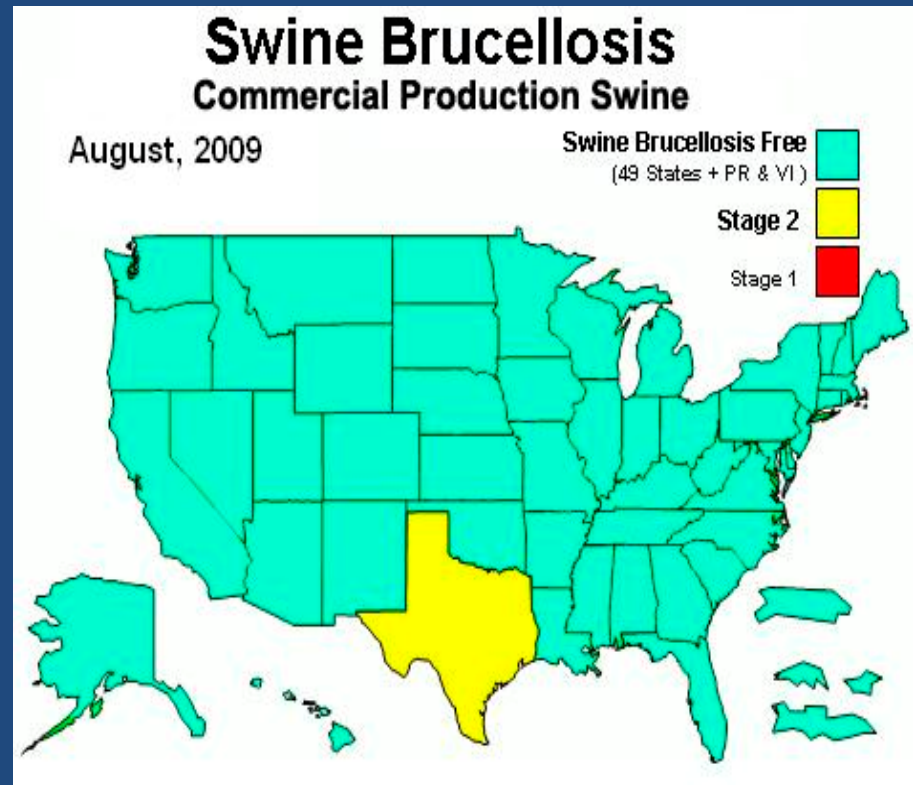 Swine Brucellosis
Commercial Production Swine
August, 2009
Swine Brucellosis Free
(49 States + PR & VI )
Stage 2
Stage 1